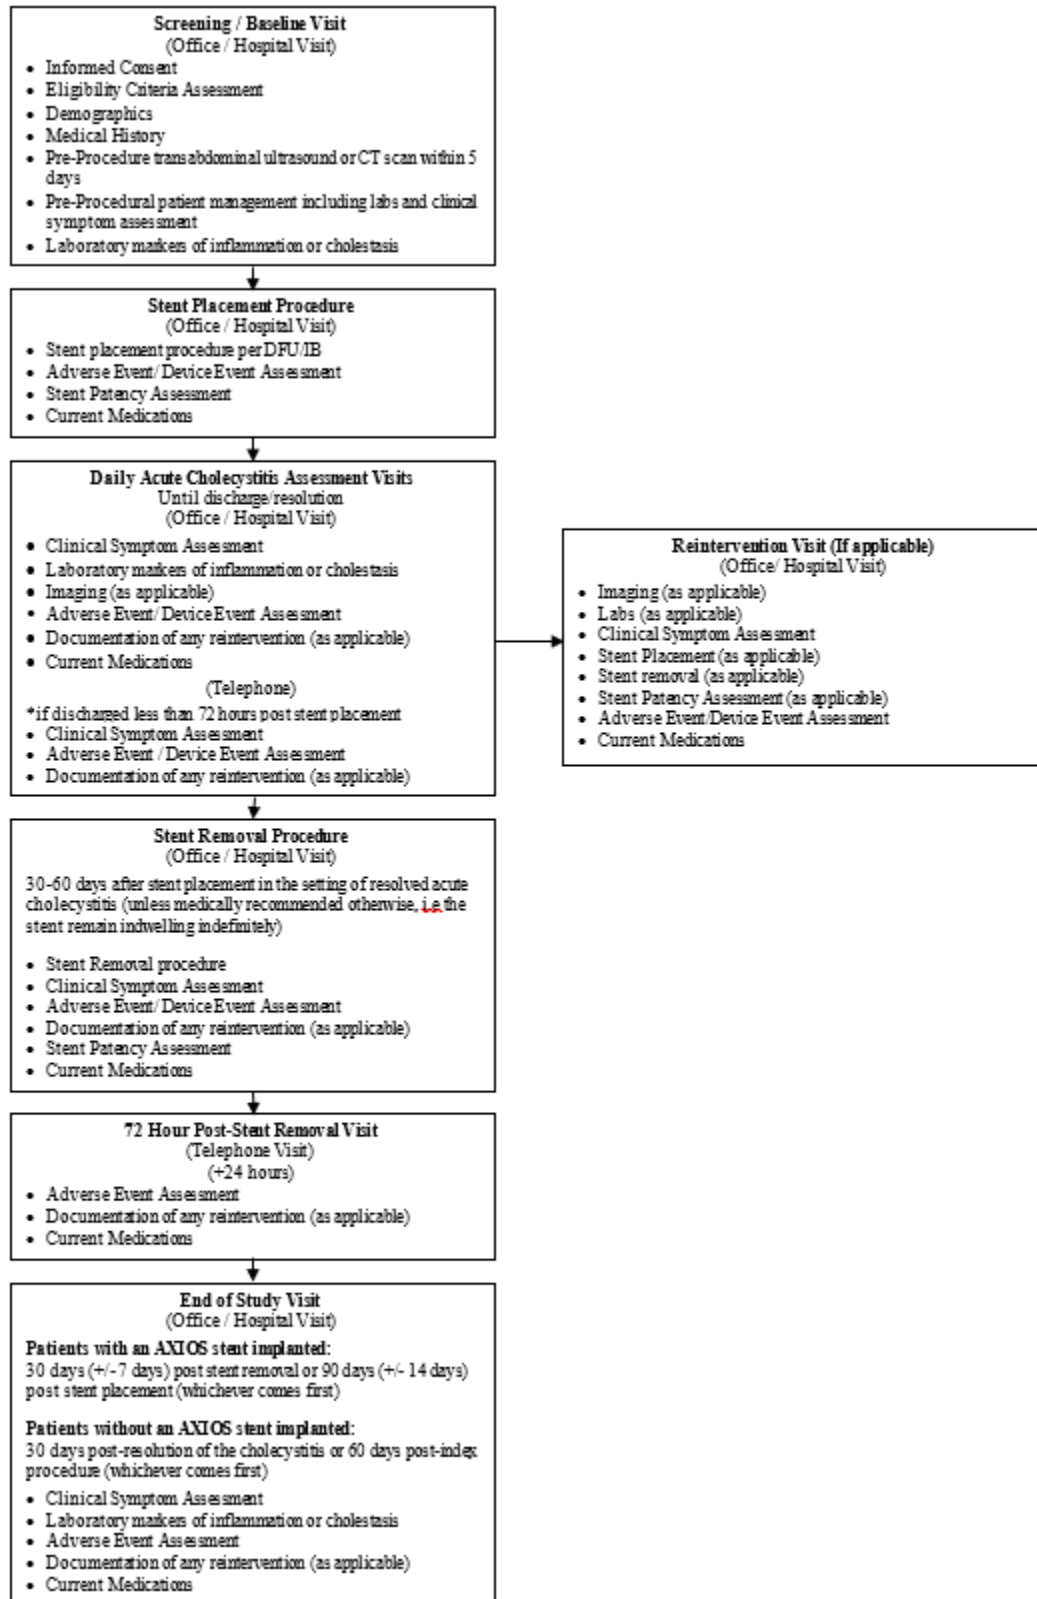 Screening / Baseline Visit
(Office / Hospital Visit)
• Informed Consent
• Eligibility Criteria Assessment
• Demographics
• Medical History
• Pre-Procedure transabdominal ultrasound or CT scan within 5
days
• Pre-Procedural patient management including labs and clinical
symptom assessment
• Laboratory markers of inflammation or cholestasis
Stent Placement Procedure
(Office / Hospital Visit)
• Stent placement procedure per DFU/IB
• Adverse Event/ Device Event Assessment
• Stent Patency Assessment
• Current Medications
Daily Acute Cholecystitis Assessment Visits
Until discharge/resolution
(Office / Hospital Visit)
• Clinical Symptom Assessment
• Laboratory markers of inflammation or cholestasis
• Imaging (as applicable)
• Adverse Event/ Device Event Assessment
• Documentation of any reintervention (as applicable)
• Current Medications
(Telephone)
*if discharged less than 72 hours post stent placement
• Clinical Symptom Assessment
• Adverse Event / Device Event Assessment
• Documentation of any reintervention (as applicable)
Reintervention Visit (If applicable)
(Office/ Hospital Visit)
• Imaging (as applicable)
• Labs (as applicable)
• Clinical Symptom Assessment
• Stent Placement (as applicable)
• Stent removal (as applicable)
• Stent Patency Assessment (as applicable)
• Adverse Event/Device Event Assessment
• Current Medications
Stent Removal Procedure
(Office / Hospital Visit)
30-60 days after stent placement in the setting of resolved acute
cholecystitis (unless medically recommended otherwise, i.e the
stent remain indwelling indefinitely)
• Stent Removal procedure
• Clinical Symptom Assessment
• Adverse Event/ Device Event Assessment
• Documentation of any reintervention (as applicable)
• Stent Patency Assessment
• Current Medications
72 Hour Post-Stent Removal Visit
(Telephone Visit)
(+24 hours)
• Adverse Event Assessment
• Documentation of any reintervention (as applicable)
• Current Medications
End of Study Visit
(Office / Hospital Visit)
Patients with an AXIOS stent implanted:
30 days (+/- 7 days) post stent removal or 90 days (+/- 14 days)
post stent placement (whichever comes first)
Patients without an AXIOS stent implanted:
30 days post-resolution of the cholecystitis or 60 days post-index
procedure (whichever comes first)
• Clinical Symptom Assessment
• Laboratory markers of inflammation or cholestasis
• Adverse Event Assessment
• Documentation of any reintervention (as applicable)
• Current Medications